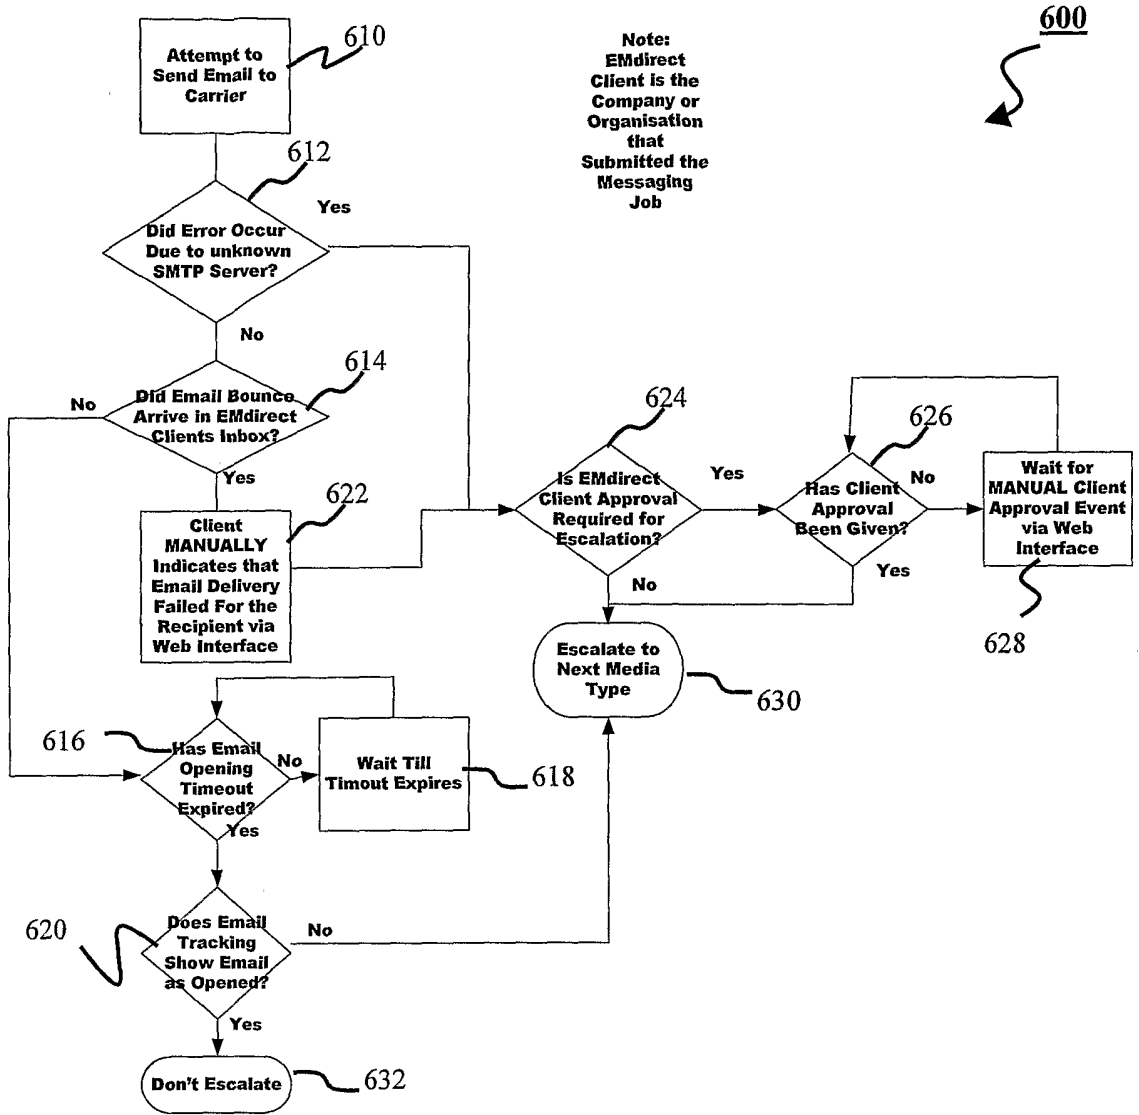 600
Attempt to
Send Email to
Carrier
610
Note:
EMdirect
Client is the
Company or
Organisation
that
Submitted the
Messaging
Job
612
Did Error Occur
Due to unknown
SMTP Server?
Yes
No
614
Did Email Bounce
Arrive in EMdirect
Clients Inbox?
No
Yes
622
Client
MANUALLY
Indicates that
Email Delivery
Failed For the
Recipient via
Web Interface
624
Is EMdirect
Client Approval
Required for
Escalation?
Yes
No
626
Has Client
Approval
Been Given?
No
Yes
Wait for
MANUAL Client
Approval Event
via Web
Interface
628
Escalate to
Next Media
Type
630
616
Has Email
Opening
Timeout
Expired?
No
Yes
Wait Till
Timout Expires
618
620
Does Email
Tracking
Show Email
as Opened?
No
Yes
Don't Escalate
632